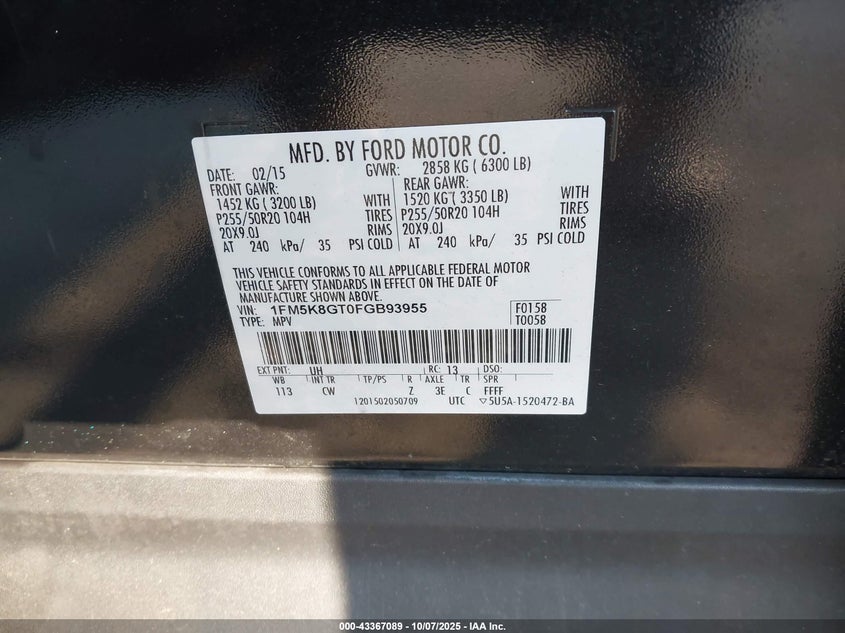 MFD. BY FORD MOTOR CO.
DATE: 02/15 GVWR: 2858 KG ( 6300 LB)
FRONT GAWR: REAR GAWR:
1452 KG ( 3200 LB) WITH 1520 KG ( 3350 LB) WITH
P255/50R20 104H TIRES P255/50R20 104H TIRES
20X9.0J RIMS 20X9.0J RIMS
AT 240 kPa/ 35 PSI COLD AT 240 kPa/ 35 PSI COLD
THIS VEHICLE CONFORMS TO ALL APPLICABLE FEDERAL MOTOR
VEHICLE SAFETY STANDARDS IN EFFECT ON THE DATE OF
MANUFACTURE SHOWN ABOVE.
VIN: 1FM5K8GT0FGB93955 F0158
TYPE: MPV T0058
EXT PNT: UH RC: 13 DSO:
WB INT TR TP/PS R AXLE TR SPR
113 CW Z 3E C FFFF
1201502050709 UTC ▽5U5A-1520472-BA
000-43367089 - 10/07/2025 - IAA Inc.